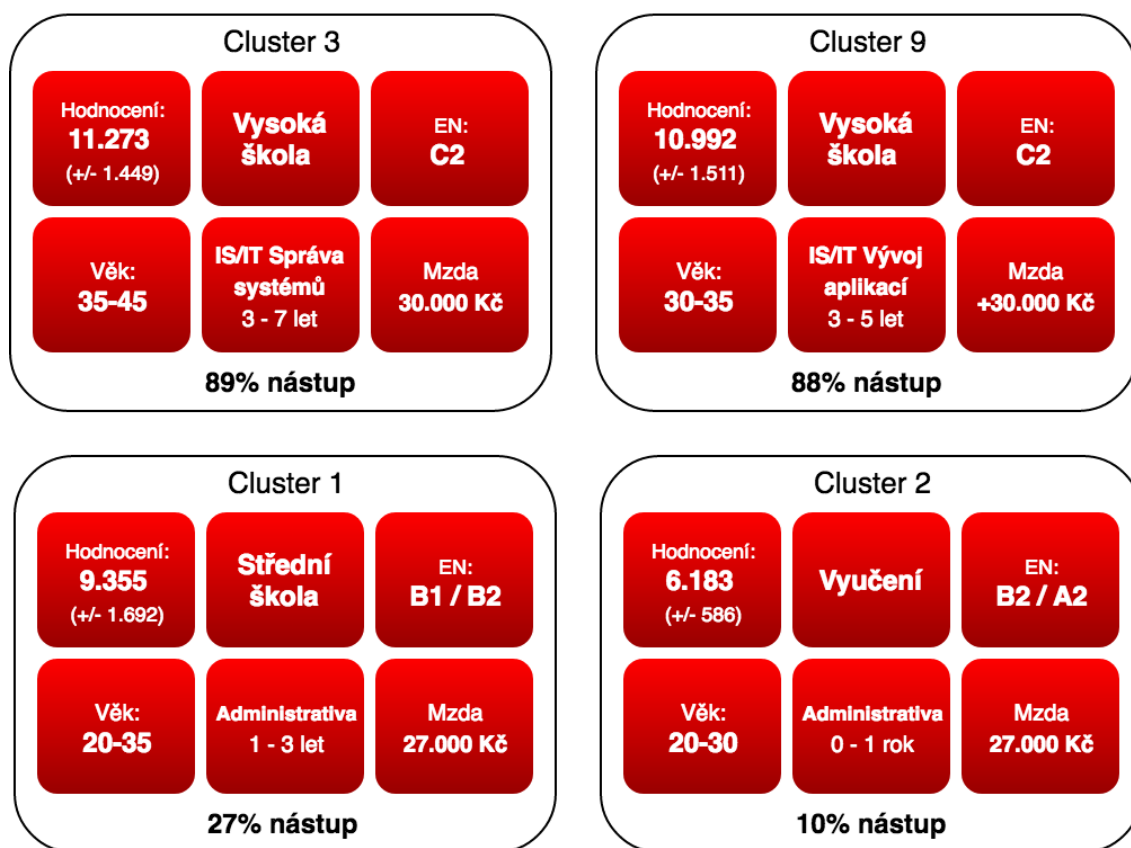 Cluster 3
Hodnocení:
11.273
(+/- 1.449)
Vysoká
škola
EN:
C2
Věk:
35-45
IS/IT Správa
systémů
3 - 7 let
Mzda
30.000 Kč
89% nástup
Cluster 9
Hodnocení:
10.992
(+/- 1.511)
Vysoká
škola
EN:
C2
Věk:
30-35
IS/IT Vývoj
aplikací
3 - 5 let
Mzda
+30.000 Kč
88% nástup
Cluster 1
Hodnocení:
9.355
(+/- 1.692)
Střední
škola
EN:
B1 / B2
Věk:
20-35
Administrativa
1 - 3 let
Mzda
27.000 Kč
27% nástup
Cluster 2
Hodnocení:
6.183
(+/- 586)
Vyučení
EN:
B2 / A2
Věk:
20-30
Administrativa
0 - 1 rok
Mzda
27.000 Kč
10% nástup